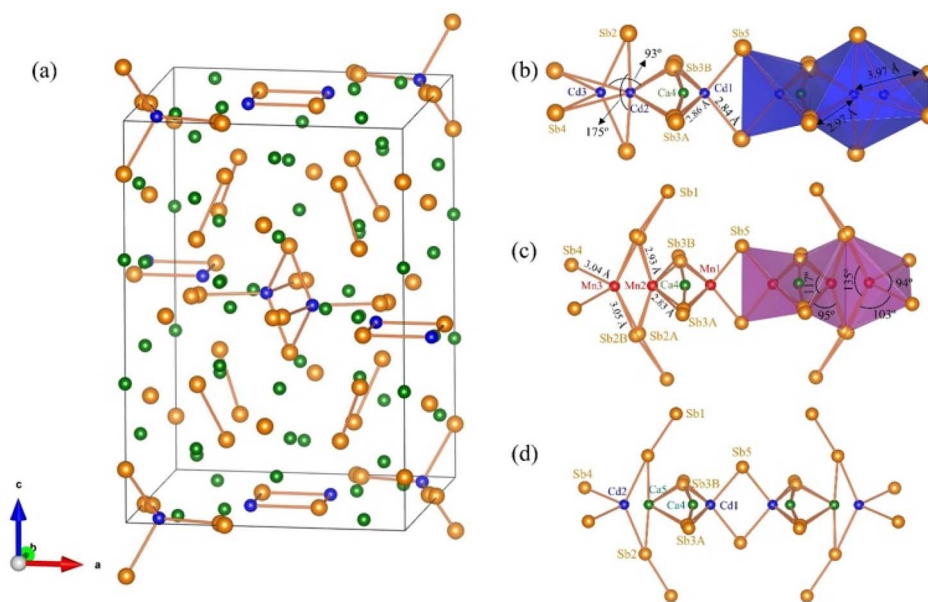 (a)
c
b
a
(b)
Sb2
93°
Sb3B
Sb5
3.97 Å
Cd3
Cd2
Ca4
Cd1
2.86 Å
2.84 Å
2.97 Å
Sb4
175°
Sb3A
(c)
Sb1
Sb5
Sb4
3.04 Å
2.93 Å
Sb3B
Mn1
Mn3
Mn2
Ca4
117°
135°
94°
3.05 Å
2.83 Å
Sb3A
95°
103°
Sb2B
Sb2A
(d)
Sb1
Sb5
Sb4
Cd2
Ca5
Sb3B
Ca4
Cd1
Sb3A
Sb2